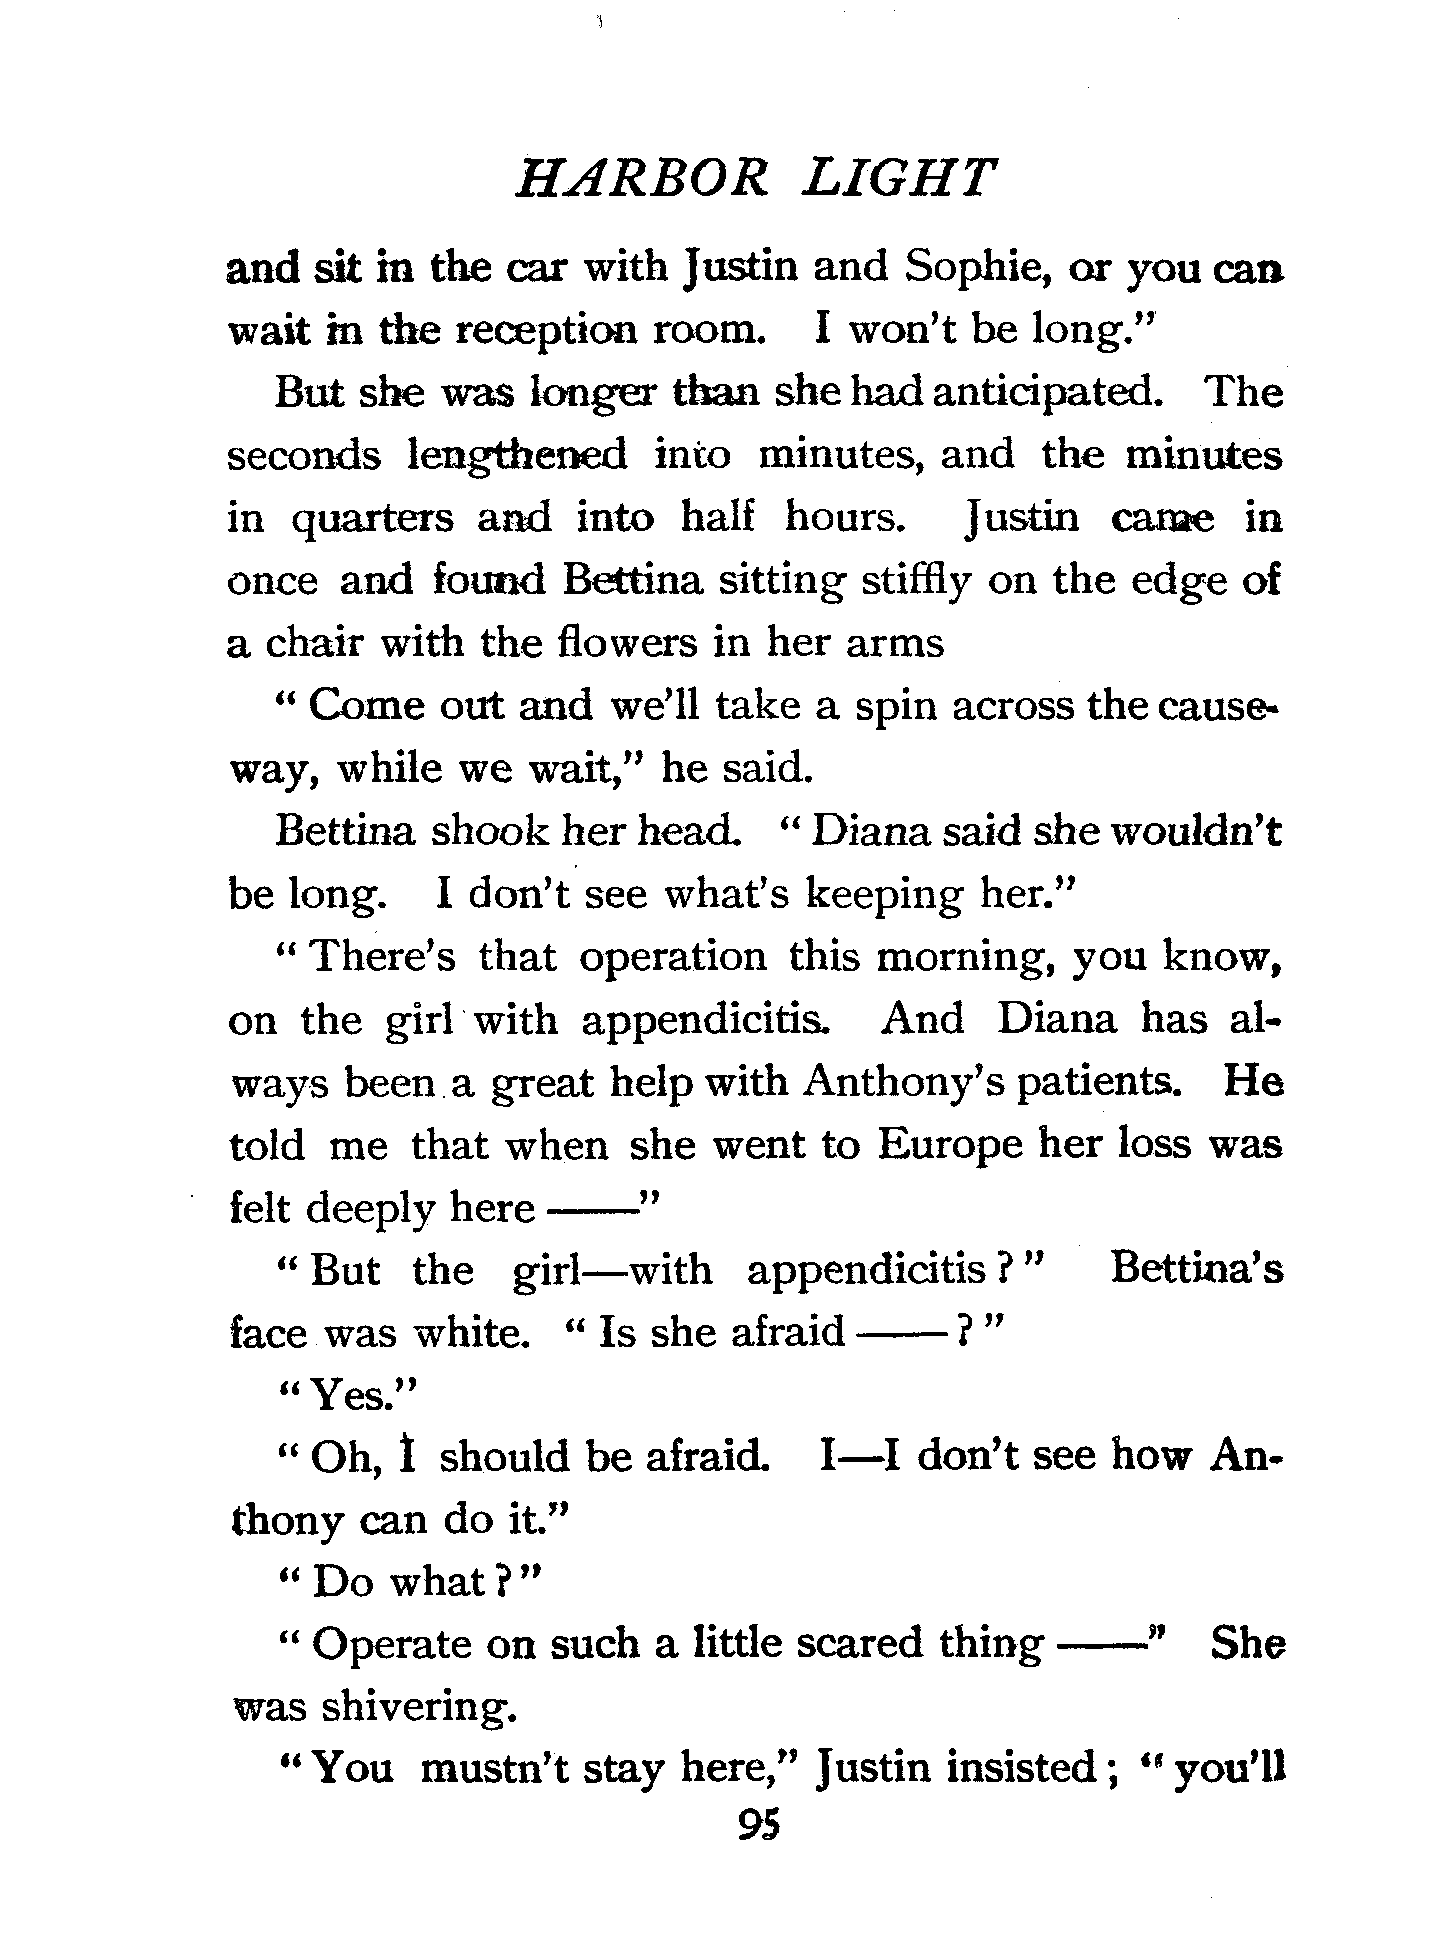 HARBOR LIGHT
and sit in the car with Justin and Sophie, or you can
wait in the reception room. I won't be long."
But she was longer than she had anticipated. The
seconds lengthened into minutes, and the minutes
in quarters and into half hours. Justin came in
once and found Bettina sitting stiffly on the edge of
a chair with the flowers in her arms
" Come out and we'll take a spin across the cause-
way, while we wait," he said.
Bettina shook her head. " Diana said she wouldn't
be long. I don't see what's keeping her."
" There's that operation this morning, you know,
on the girl with appendicitis. And Diana has al-
ways been a great help with Anthony's patients. He
told me that when she went to Europe her loss was
felt deeply here ——"
" But the girl—with appendicitis ? " Bettina's
face was white. " Is she afraid —— ? "
" Yes."
" Oh, I should be afraid. I—I don't see how An-
thony can do it."
" Do what ? "
" Operate on such a little scared thing ——" She
was shivering.
" You mustn't stay here," Justin insisted ; " you'll
95